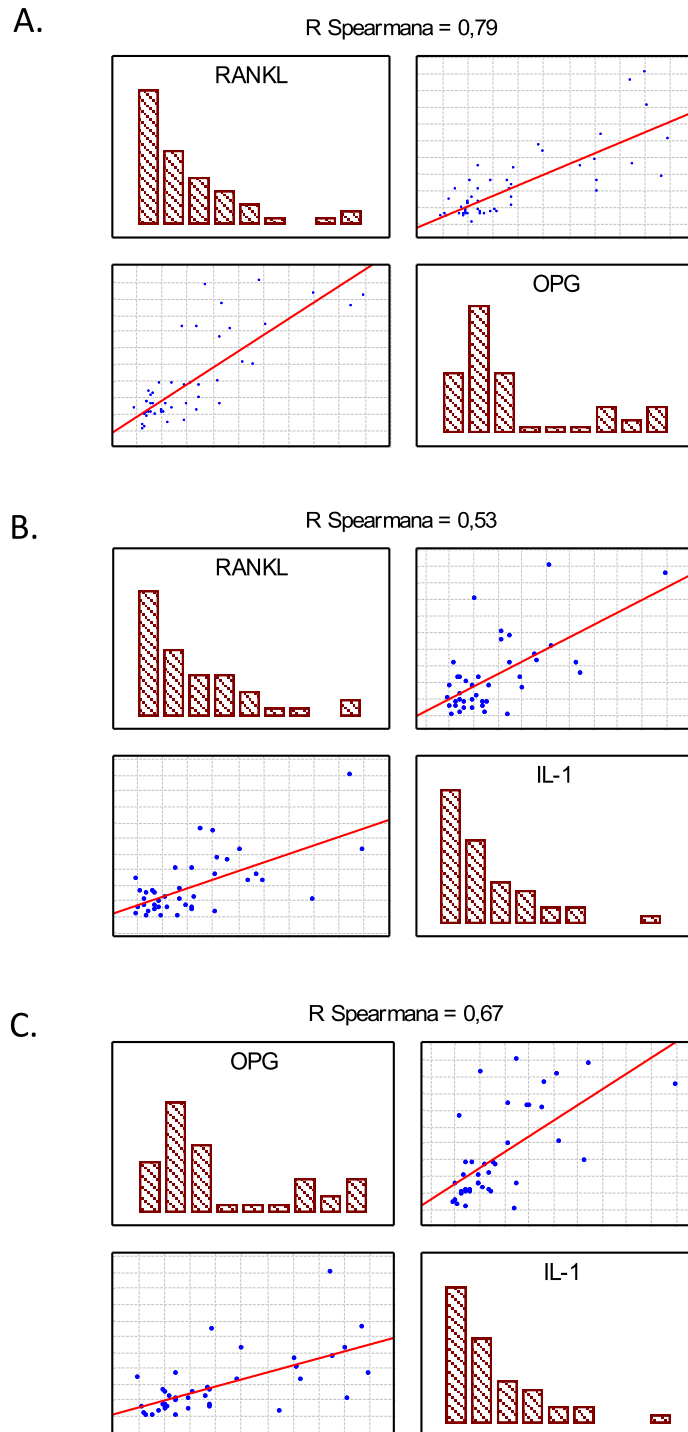 A.
R Spearmana = 0,79
RANKL
OPG
B.
R Spearmana = 0,53
RANKL
IL-1
C.
R Spearmana = 0,67
OPG
IL-1